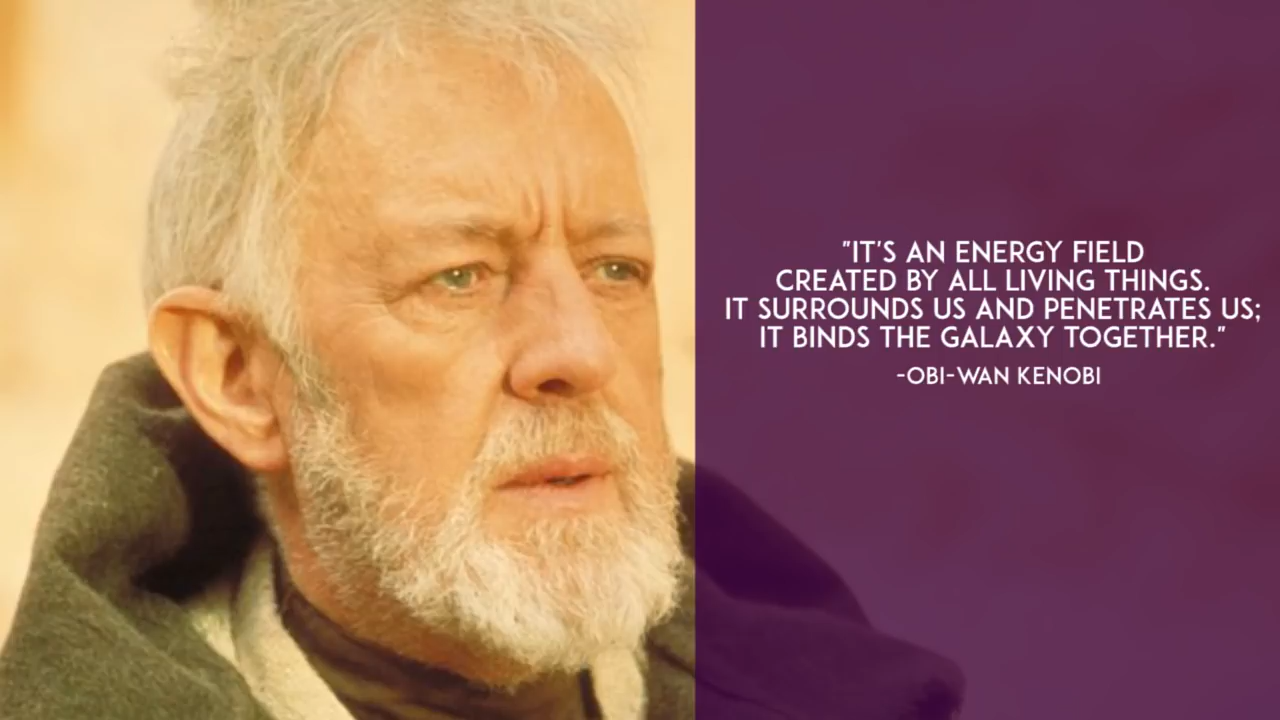 "IT'S AN ENERGY FIELD
CREATED BY ALL LIVING THINGS.
IT SURROUNDS US AND PENETRATES US;
IT BINDS THE GALAXY TOGETHER."
-OBI-WAN KENOBI